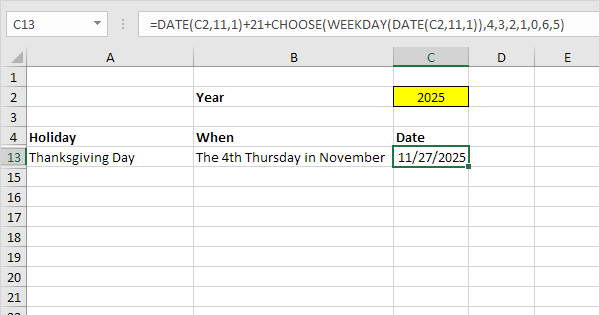 C13 =DATE(C2,11,1)+21+CHOOSE(WEEKDAY(DATE(C2,11,1)),4,3,2,1,0,6,5)
A B C D E
1
2 Year 2025
3
4 Holiday When Date
13 Thanksgiving Day The 4th Thursday in November 11/27/2025
15
16
17
18
19
20
21
22